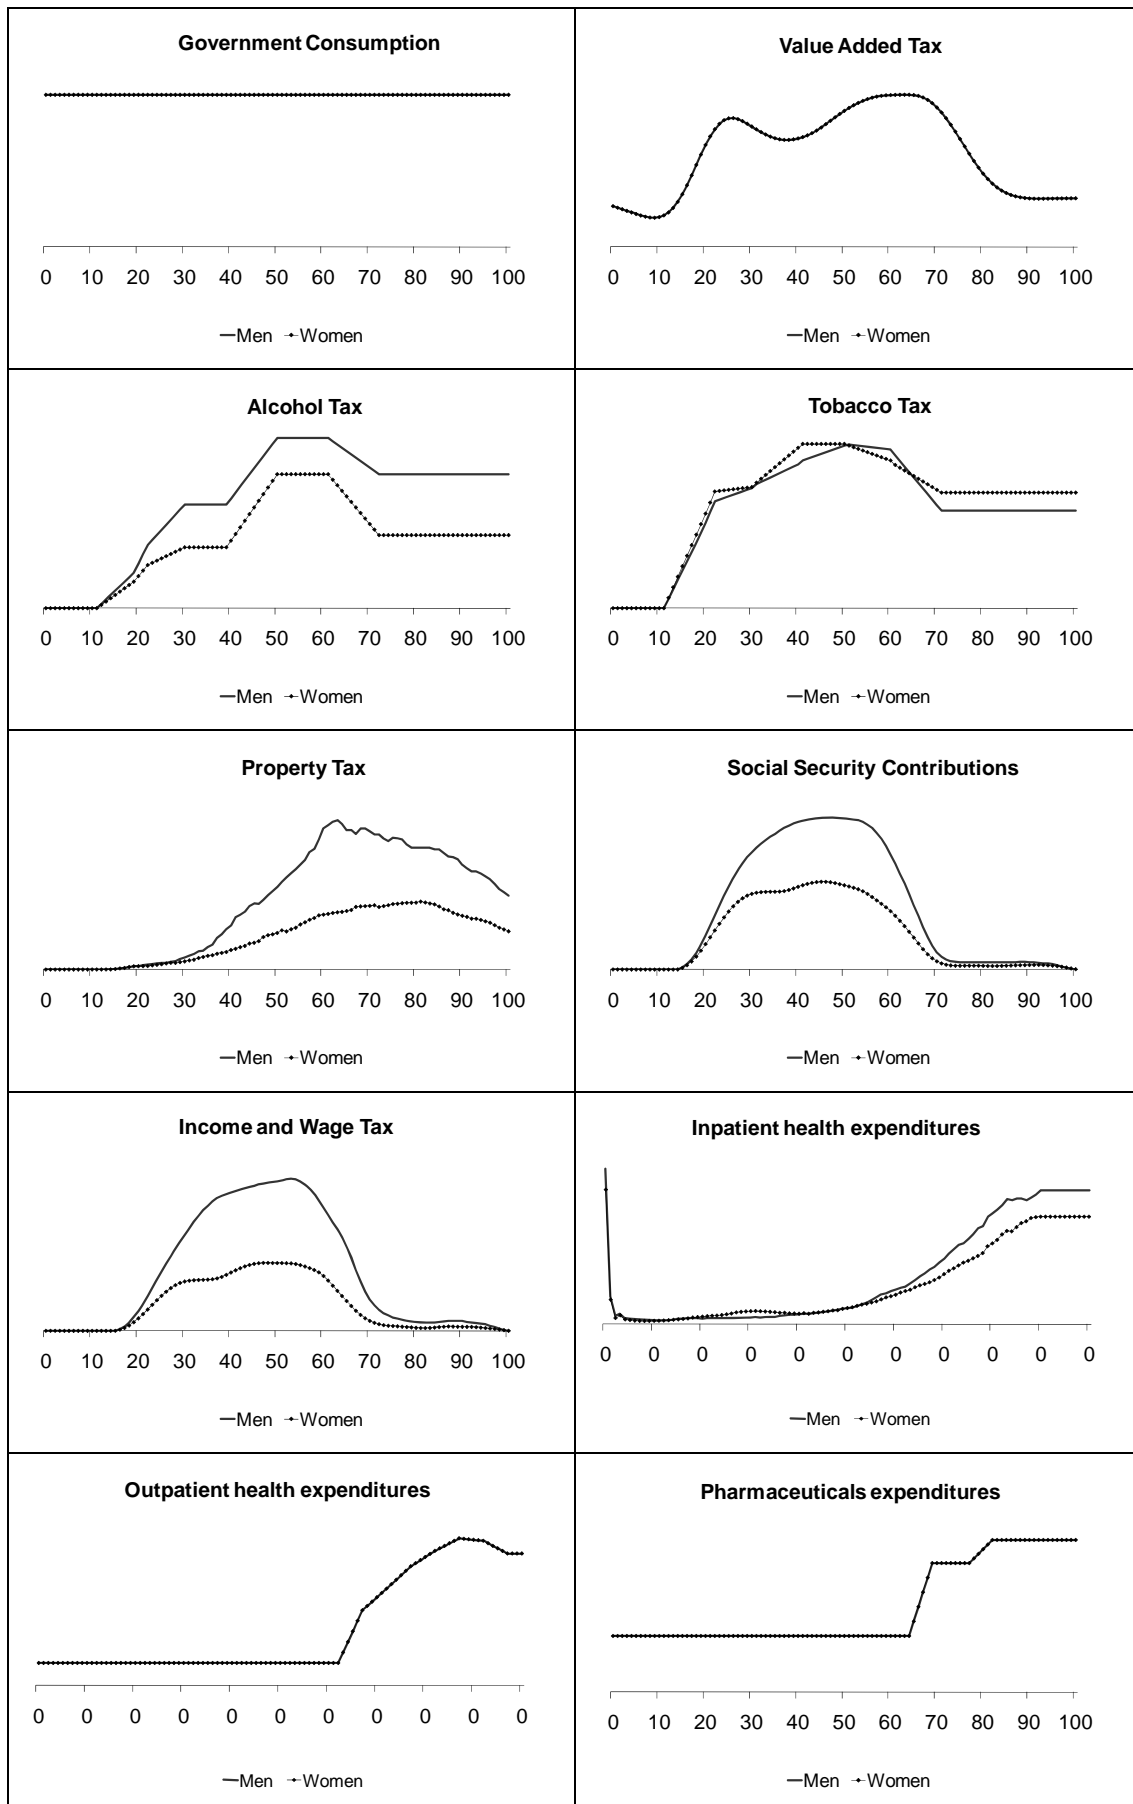 Government Consumption
0 10 20 30 40 50 60 70 80 90 100
Men Women
Value Added Tax
0 10 20 30 40 50 60 70 80 90 100
Men Women
Alcohol Tax
0 10 20 30 40 50 60 70 80 90 100
Men Women
Tobacco Tax
0 10 20 30 40 50 60 70 80 90 100
Men Women
Property Tax
0 10 20 30 40 50 60 70 80 90 100
Men Women
Social Security Contributions
0 10 20 30 40 50 60 70 80 90 100
Men Women
Income and Wage Tax
0 10 20 30 40 50 60 70 80 90 100
Men Women
Inpatient health expenditures
0 0 0 0 0 0 0 0 0 0 0
Men Women
Outpatient health expenditures
0 0 0 0 0 0 0 0 0 0 0
Men Women
Pharmaceuticals expenditures
0 10 20 30 40 50 60 70 80 90 100
Men Women